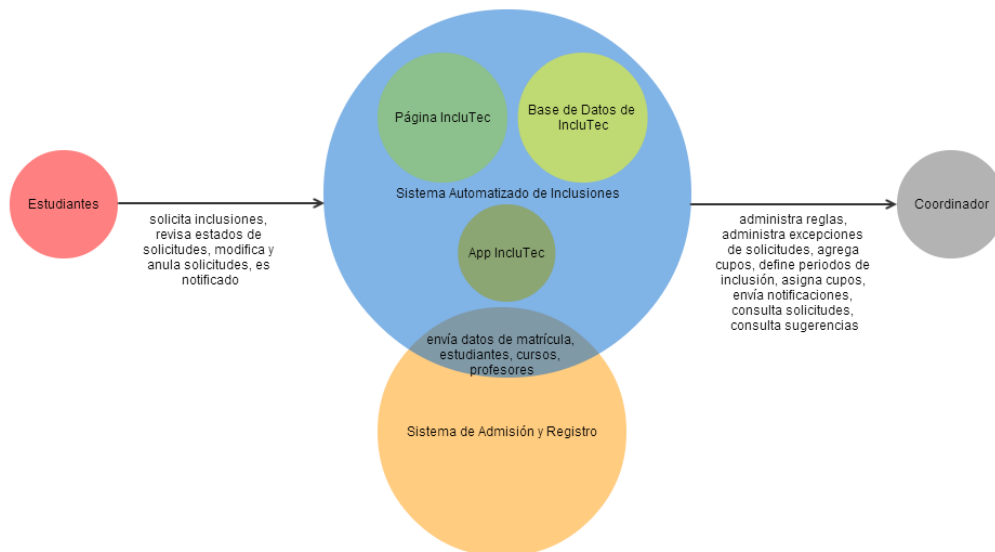 Página IncluTec
Base de Datos de
IncluTec
Sistema Automatizado de Inclusiones
Estudiantes
solicita inclusiones,
revisa estados de
solicitudes, modifica y
anula solicitudes, es
notificado
App IncluTec
Coordinador
administra reglas,
administra excepciones
de solicitudes, agrega
cupos, define periodos de
inclusión, asigna cupos,
envía notificaciones,
consulta solicitudes,
consulta sugerencias
envía datos de matrícula,
estudiantes, cursos,
profesores
Sistema de Admisión y Registro